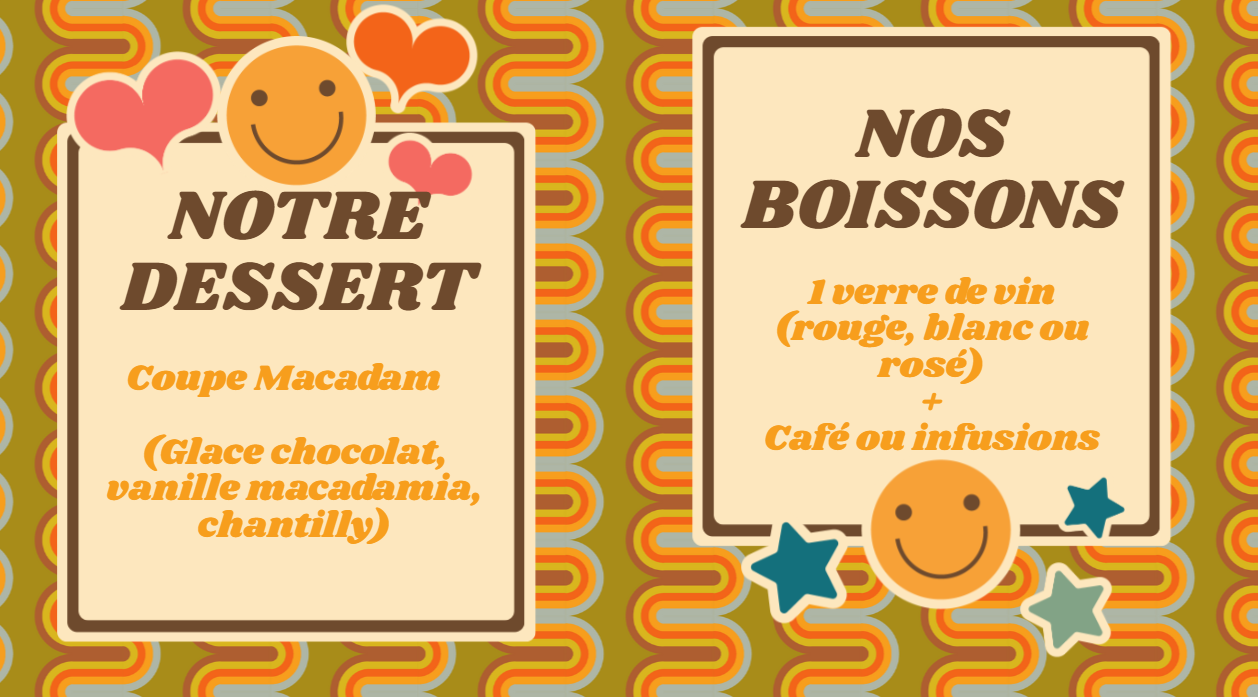 NOTRE
DESSERT
Coupe Macadam
(Glace chocolat,
vanille macadamia,
chantilly)
NOS
BOISSONS
1 verre de vin
(rouge, blanc ou
rosé)
+
Café ou infusions